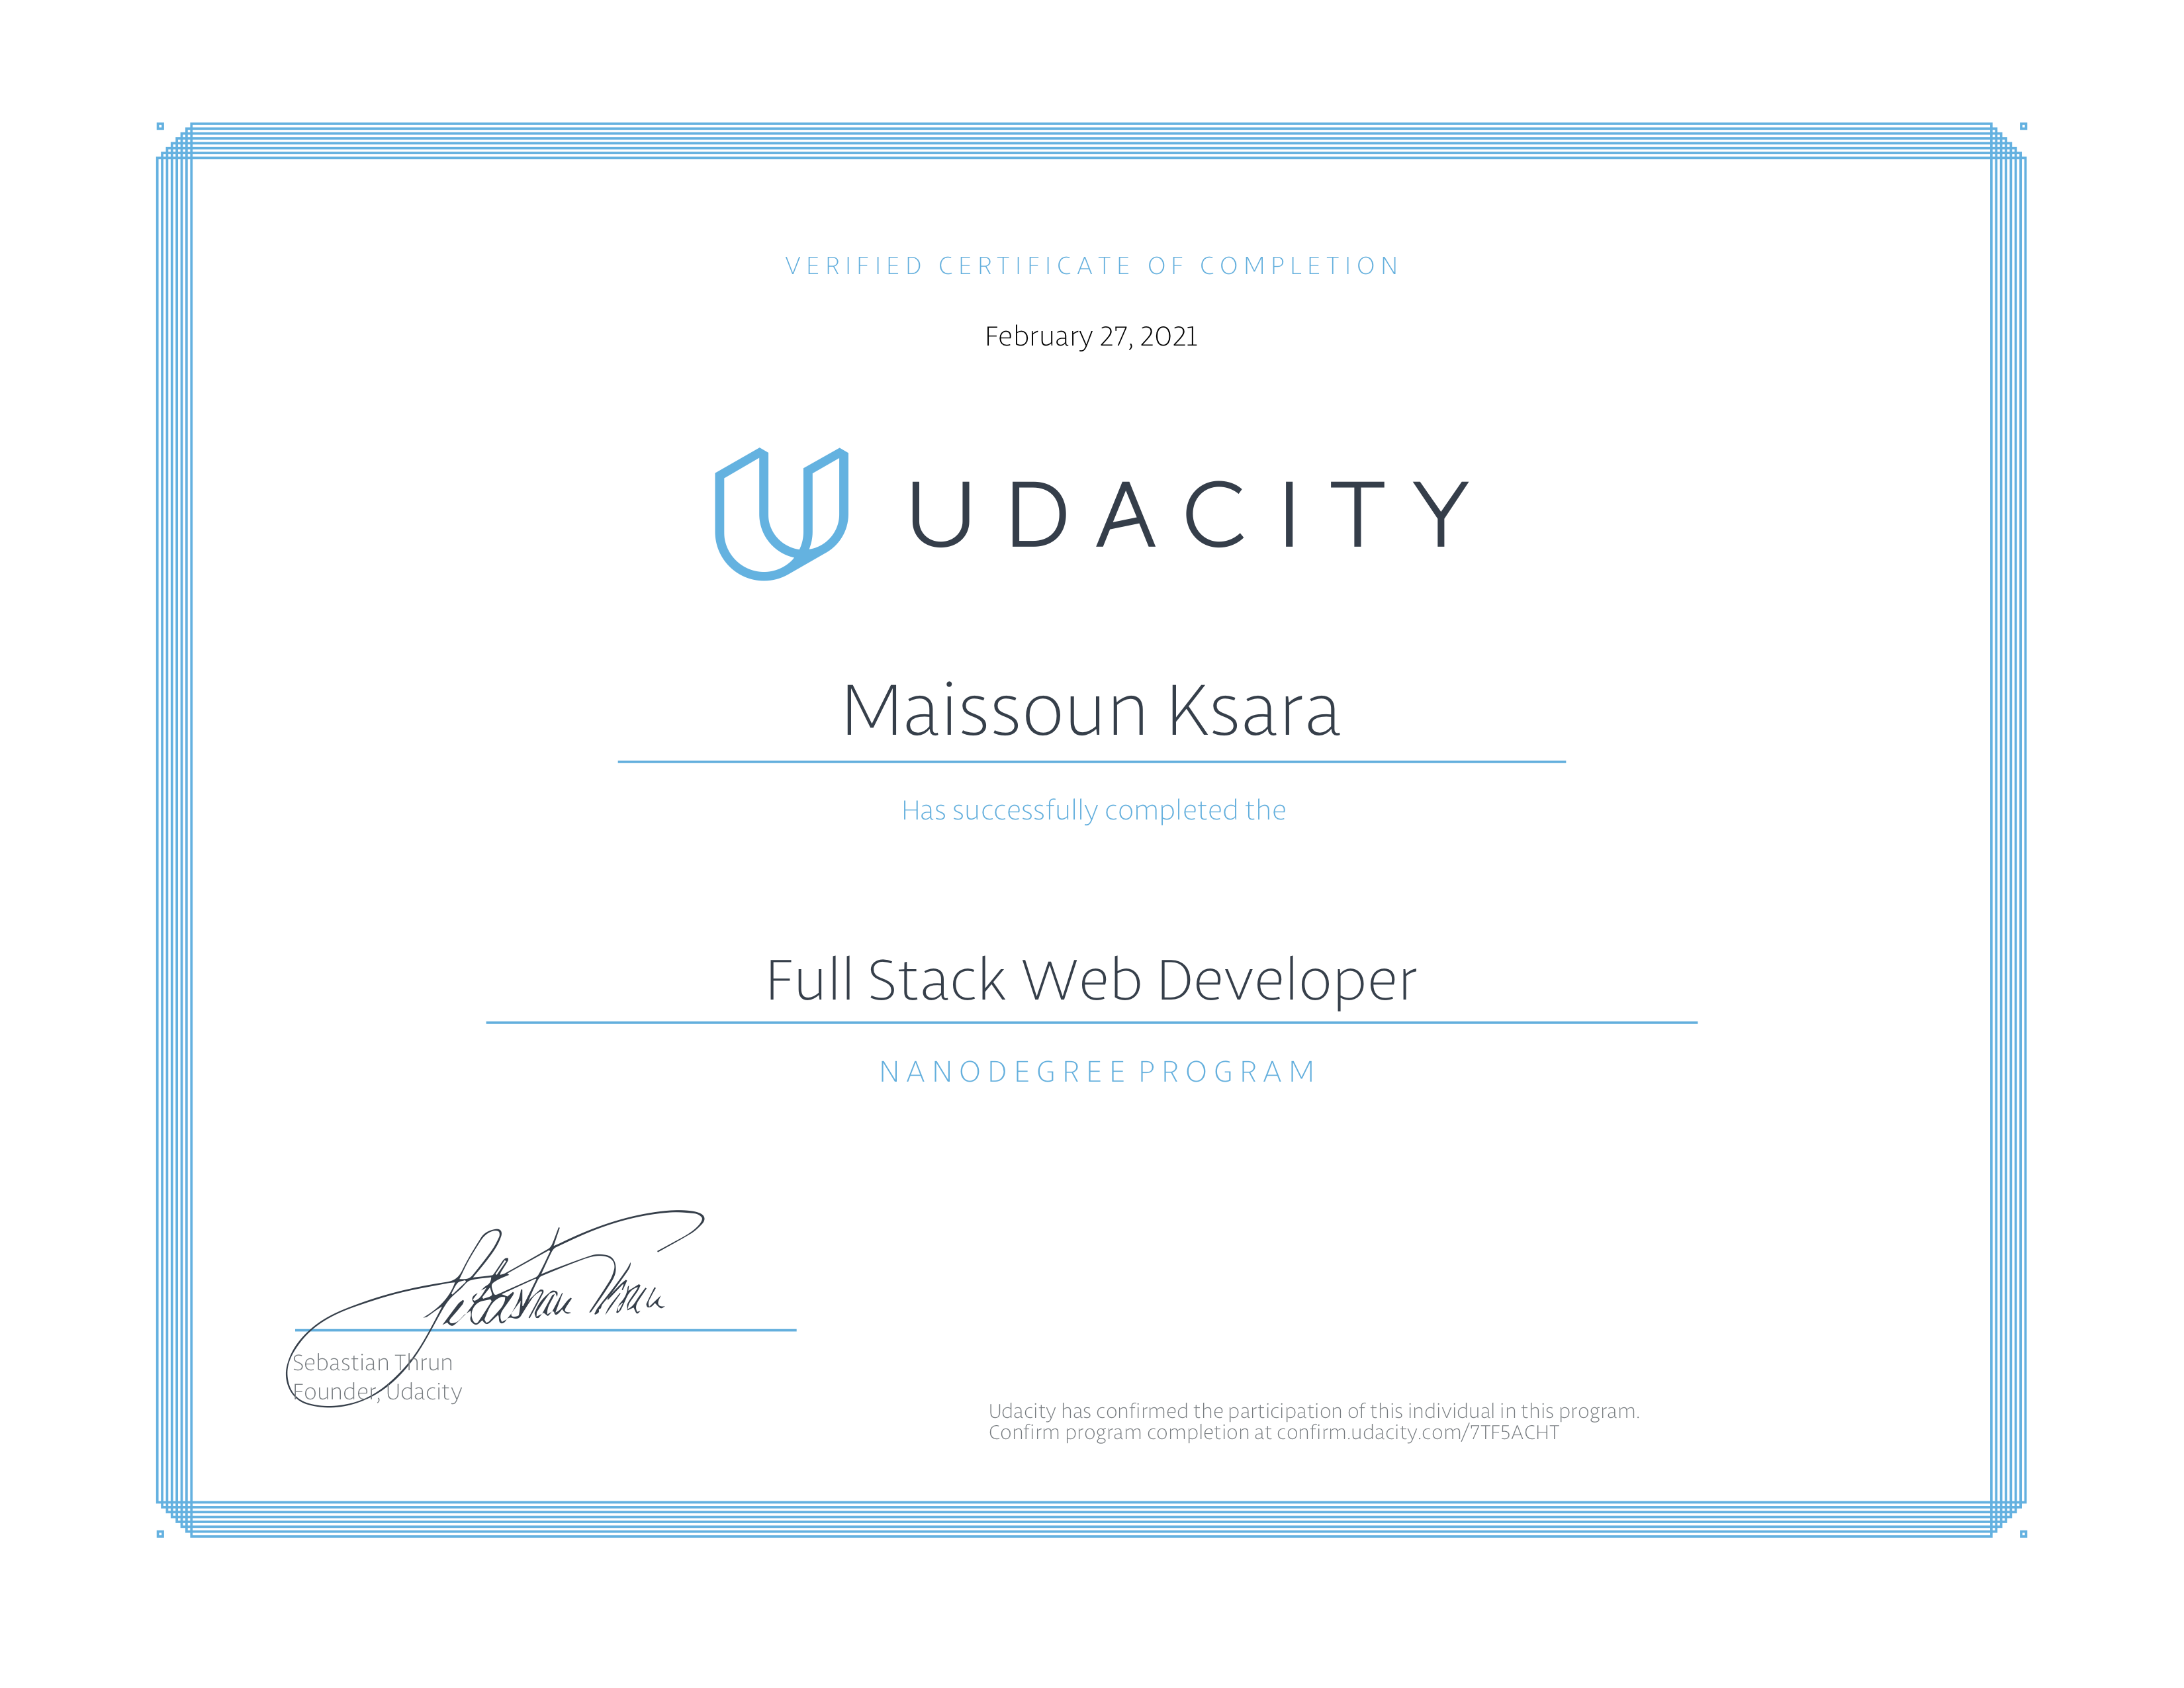 VERIFIED CERTIFICATE OF COMPLETION
February 27, 2021
UDACITY
Maissoun Ksara
Has successfully completed the
Full Stack Web Developer
NANODEGREE PROGRAM
Sebastian Thrun
Sebastian Thrun
Founder, Udacity
Udacity has confirmed the participation of this individual in this program.
Confirm program completion at confirm.udacity.com/7TF5ACHT